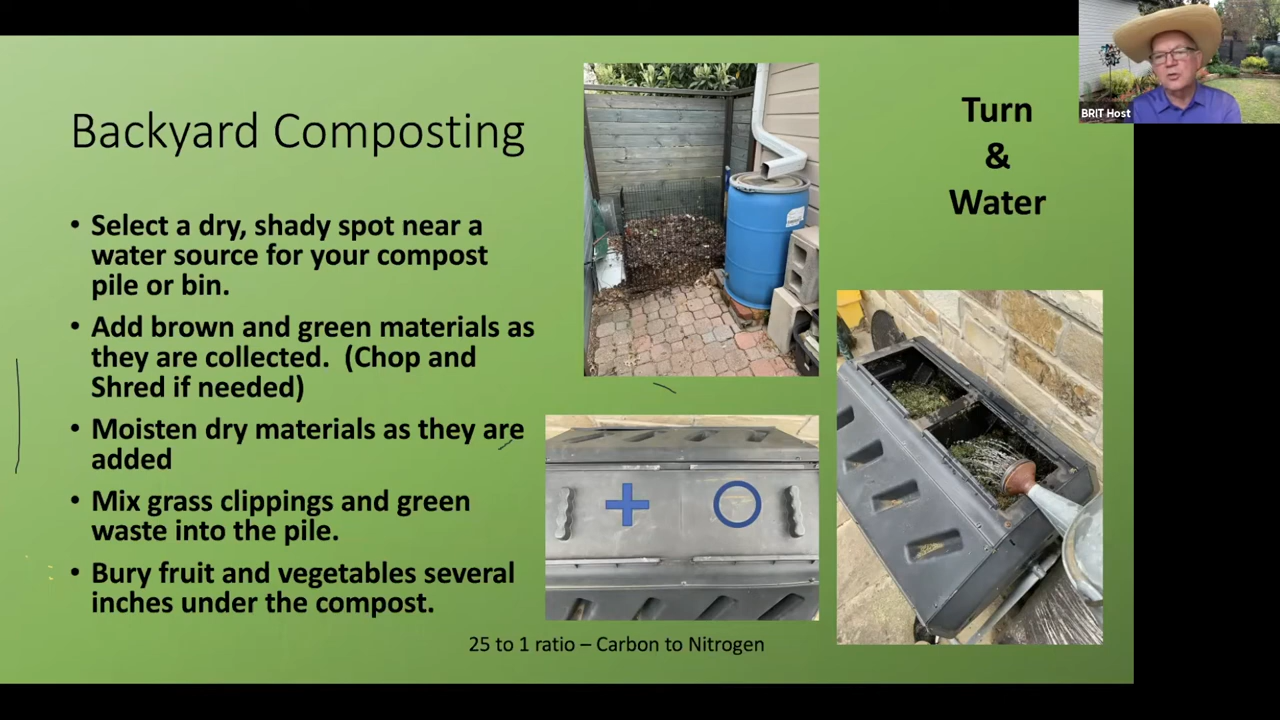 Backyard Composting
• Select a dry, shady spot near a
water source for your compost
pile or bin.
• Add brown and green materials as
they are collected.  (Chop and
Shred if needed)
• Moisten dry materials as they are
added
• Mix grass clippings and green
waste into the pile.
• Bury fruit and vegetables several
inches under the compost.
25 to 1 ratio – Carbon to Nitrogen
Turn
&
Water
BRIT Host